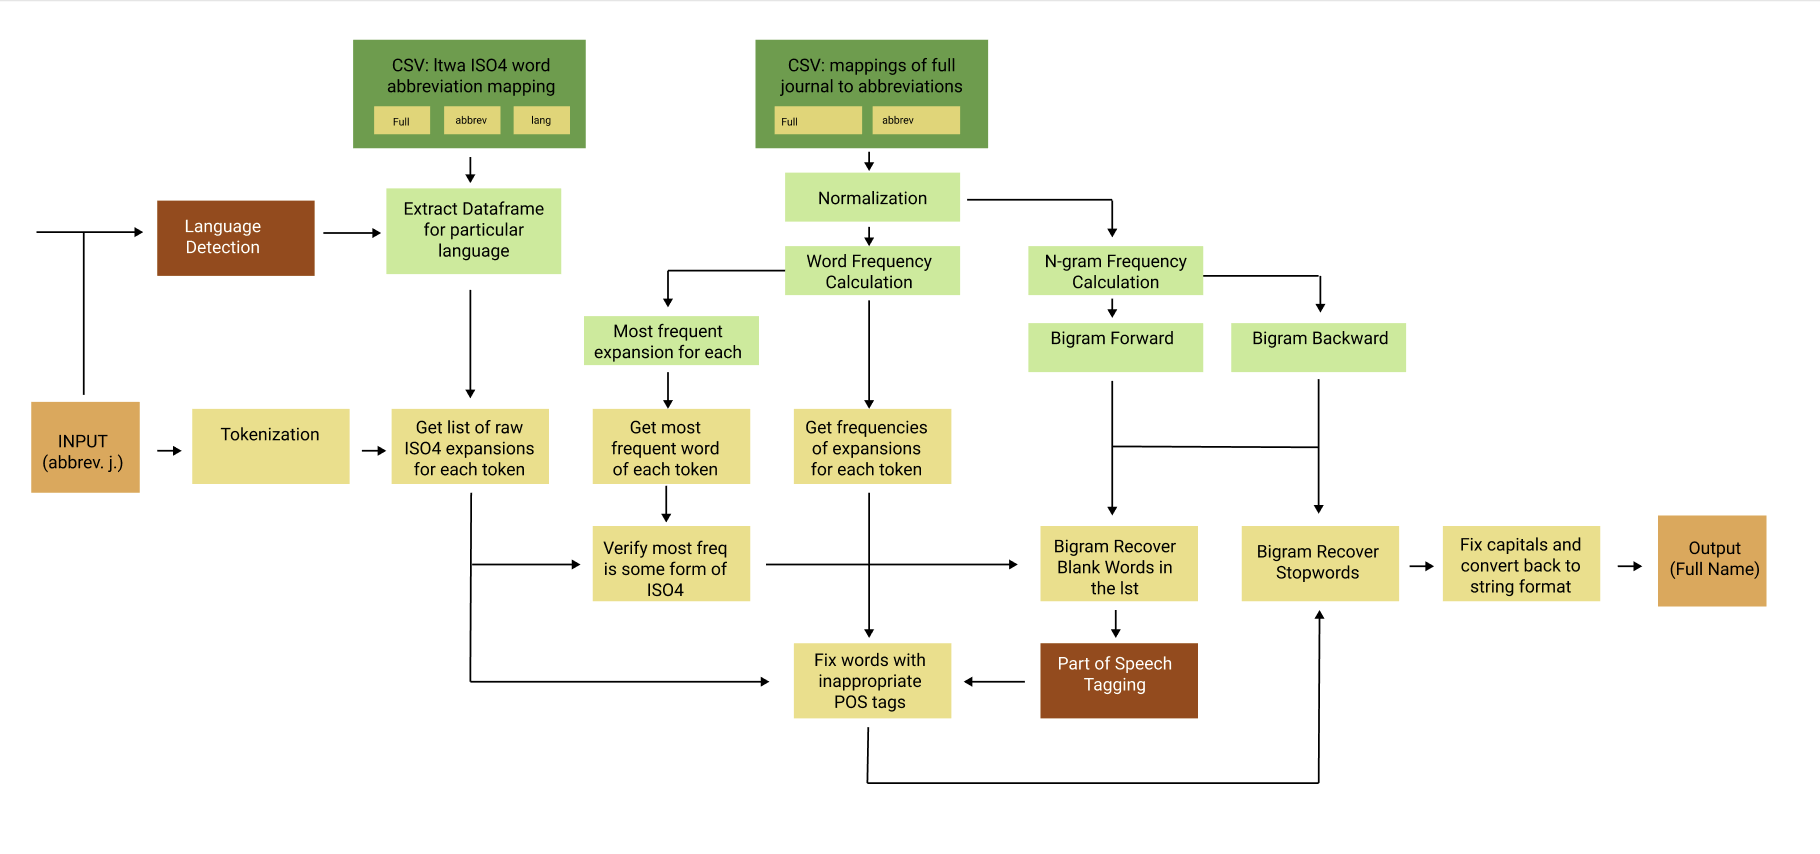 CSV: ltwa ISO4 word
abbreviation mapping
Full
abbrev
lang
CSV: mappings of full
journal to abbreviations
Full
abbrev
Normalization
Language
Detection
Extract Dataframe
for particular
language
Word Frequency
Calculation
N-gram Frequency
Calculation
Most frequent
expansion for each
Bigram Forward
Bigram Backward
INPUT
(abbrev. j.)
Tokenization
Get list of raw
ISO4 expansions
for each token
Get most
frequent word
of each token
Get frequencies
of expansions
for each token
Verify most freq
is some form of
ISO4
Bigram Recover
Blank Words in
the lst
Bigram Recover
Stopwords
Fix capitals and
convert back to
string format
Output
(Full Name)
Fix words with
inappropriate
POS tags
Part of Speech
Tagging